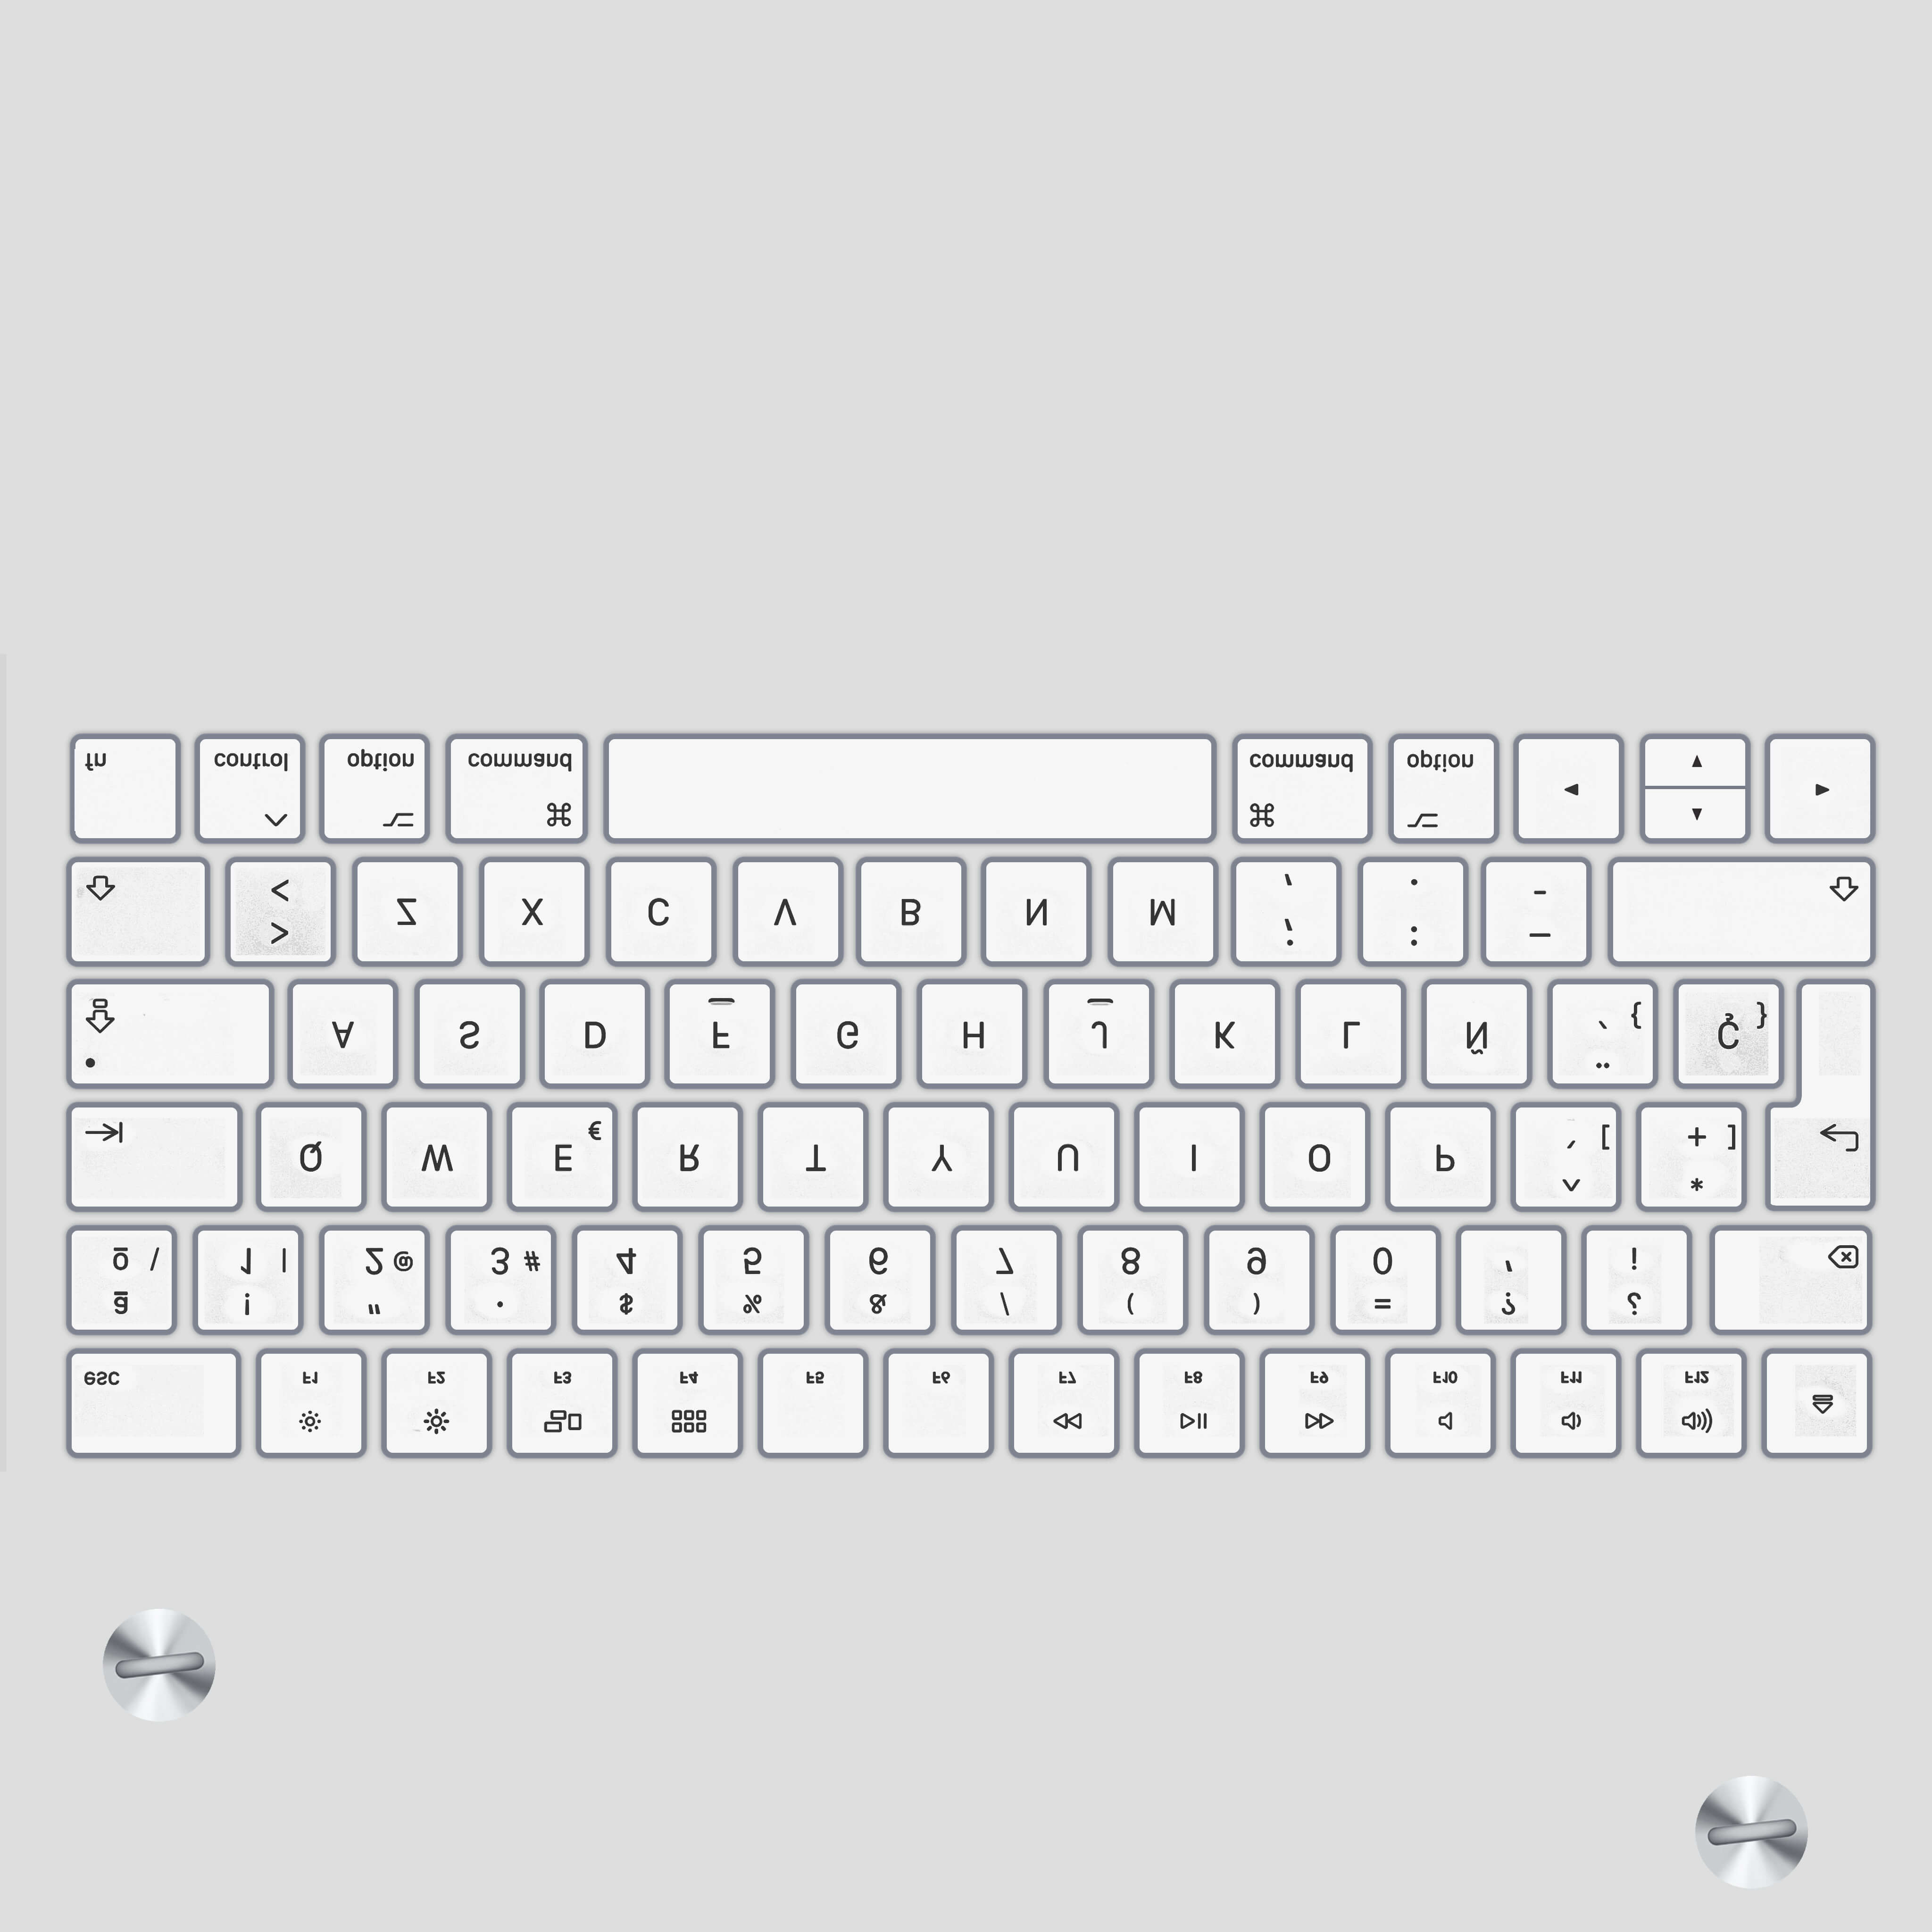 esc F1 F2 F3 F4 F5 F6 F7 F8 F9 F10 F11 F12
ª ! " · $ % & / ( ) = ? ¿
º \ 1 | 2 @ 3 # 4 5 6 7 8 9 0 ' ¡
^ *
Q W E € R T Y U I O P ` [ + ]
¨
A S D F G H J K L Ñ ´ { Ç }
> ; : _
< Z X C V B N M , . -
fn control option command command option